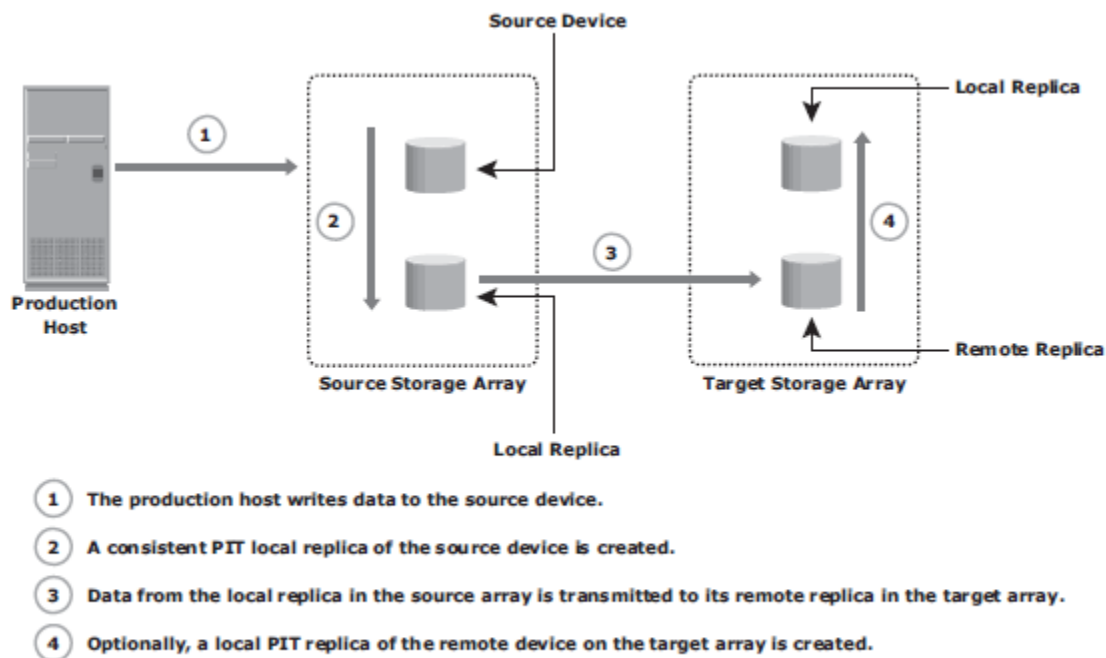 Source Device
Local Replica
1
2
3
4
Production
Host
Remote Replica
Source Storage Array
Target Storage Array
Local Replica
1 The production host writes data to the source device.
2 A consistent PIT local replica of the source device is created.
3 Data from the local replica in the source array is transmitted to its remote replica in the target array.
4 Optionally, a local PIT replica of the remote device on the target array is created.